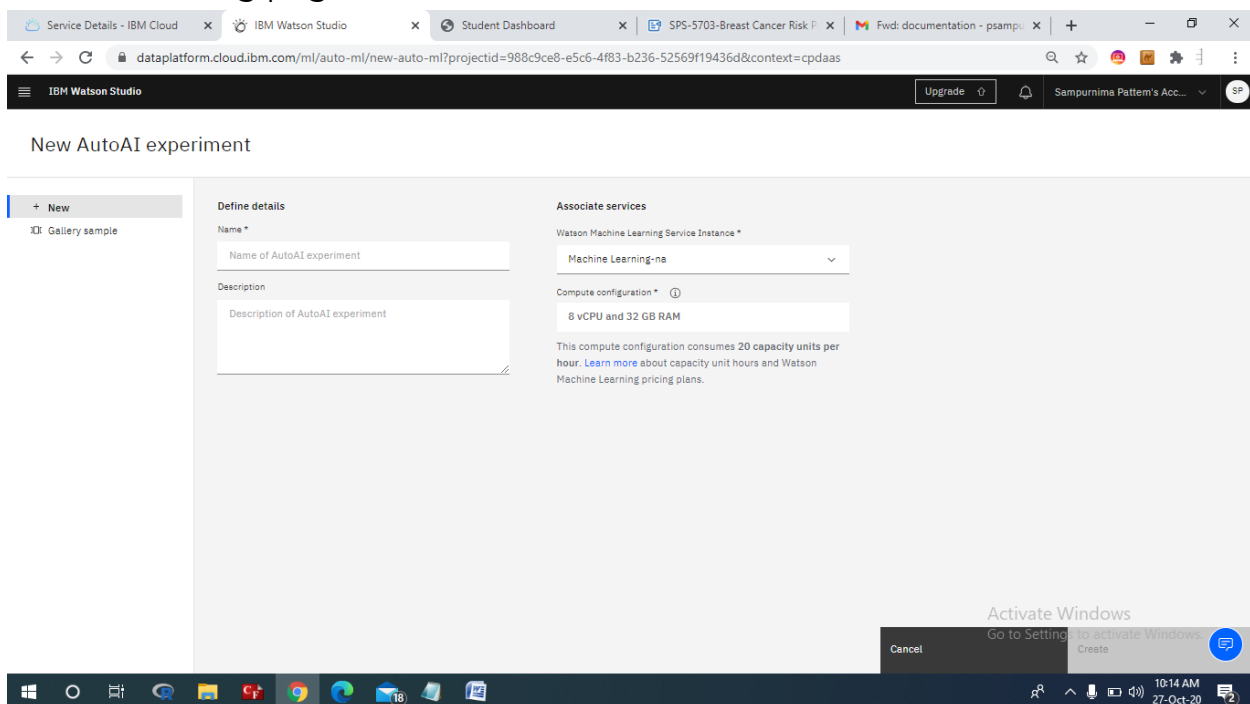 Service Details - IBM Cloud
IBM Watson Studio
Student Dashboard
SPS-5703-Breast Cancer Risk P
Fwd: documentation - psampu
dataplatform.cloud.ibm.com/ml/auto-ml/new-auto-ml?projectid=988c9ce8-e5c6-4f83-b236-52569f19436d&context=cpdaas
IBM Watson Studio
Upgrade
Sampurnima Pattem's Acc...
SP
New AutoAI experiment
+ New
Gallery sample
Define details
Name *
Name of AutoAI experiment
Description
Description of AutoAI experiment
Associate services
Watson Machine Learning Service Instance *
Machine Learning-na
Compute configuration *
8 vCPU and 32 GB RAM
This compute configuration consumes 20 capacity units per
hour. Learn more about capacity unit hours and Watson
Machine Learning pricing plans.
Activate Windows
Go to Settings to activate Windows.
Cancel
Create
18
10:14 AM
27-Oct-20
2